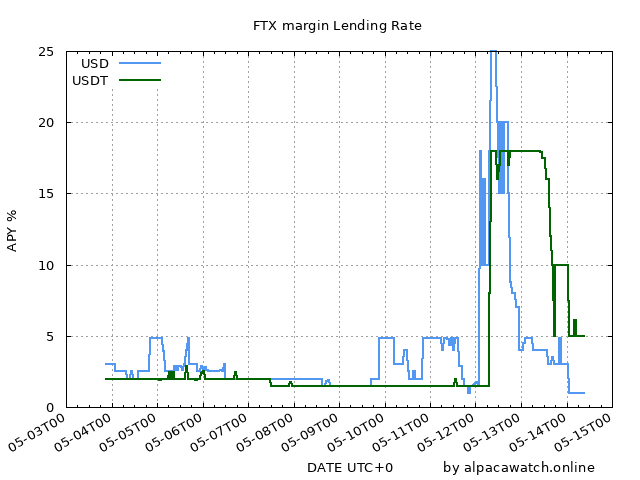 FTX margin Lending Rate
USD
USDT
APY %
25
20
15
10
5
0
05-03T00
05-04T00
05-05T00
05-06T00
05-07T00
05-08T00
05-09T00
05-10T00
05-11T00
05-12T00
05-13T00
05-14T00
05-15T00
DATE UTC+0
by alpacawatch.online